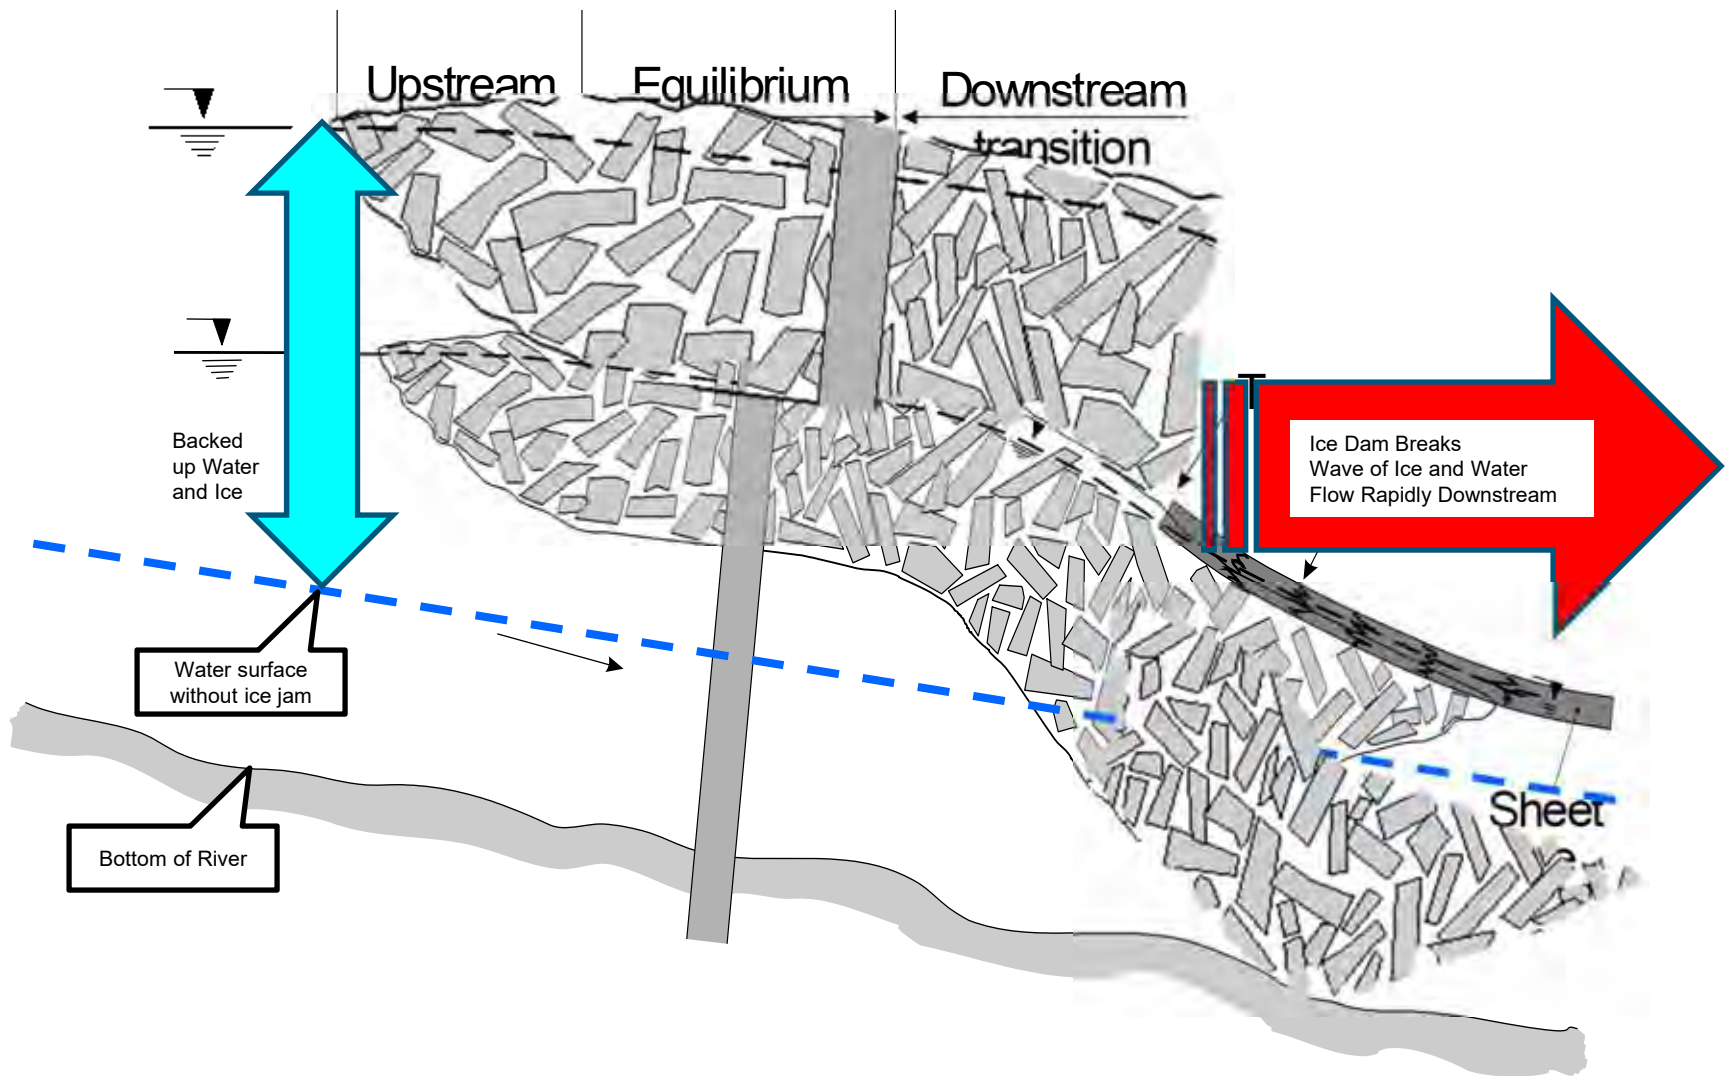 Upstream
Equilibrium
Downstream
transition
T
Backed
up Water
and Ice
Ice Dam Breaks
Wave of Ice and Water
Flow Rapidly Downstream
Water surface
without ice jam
Bottom of River
Sheet